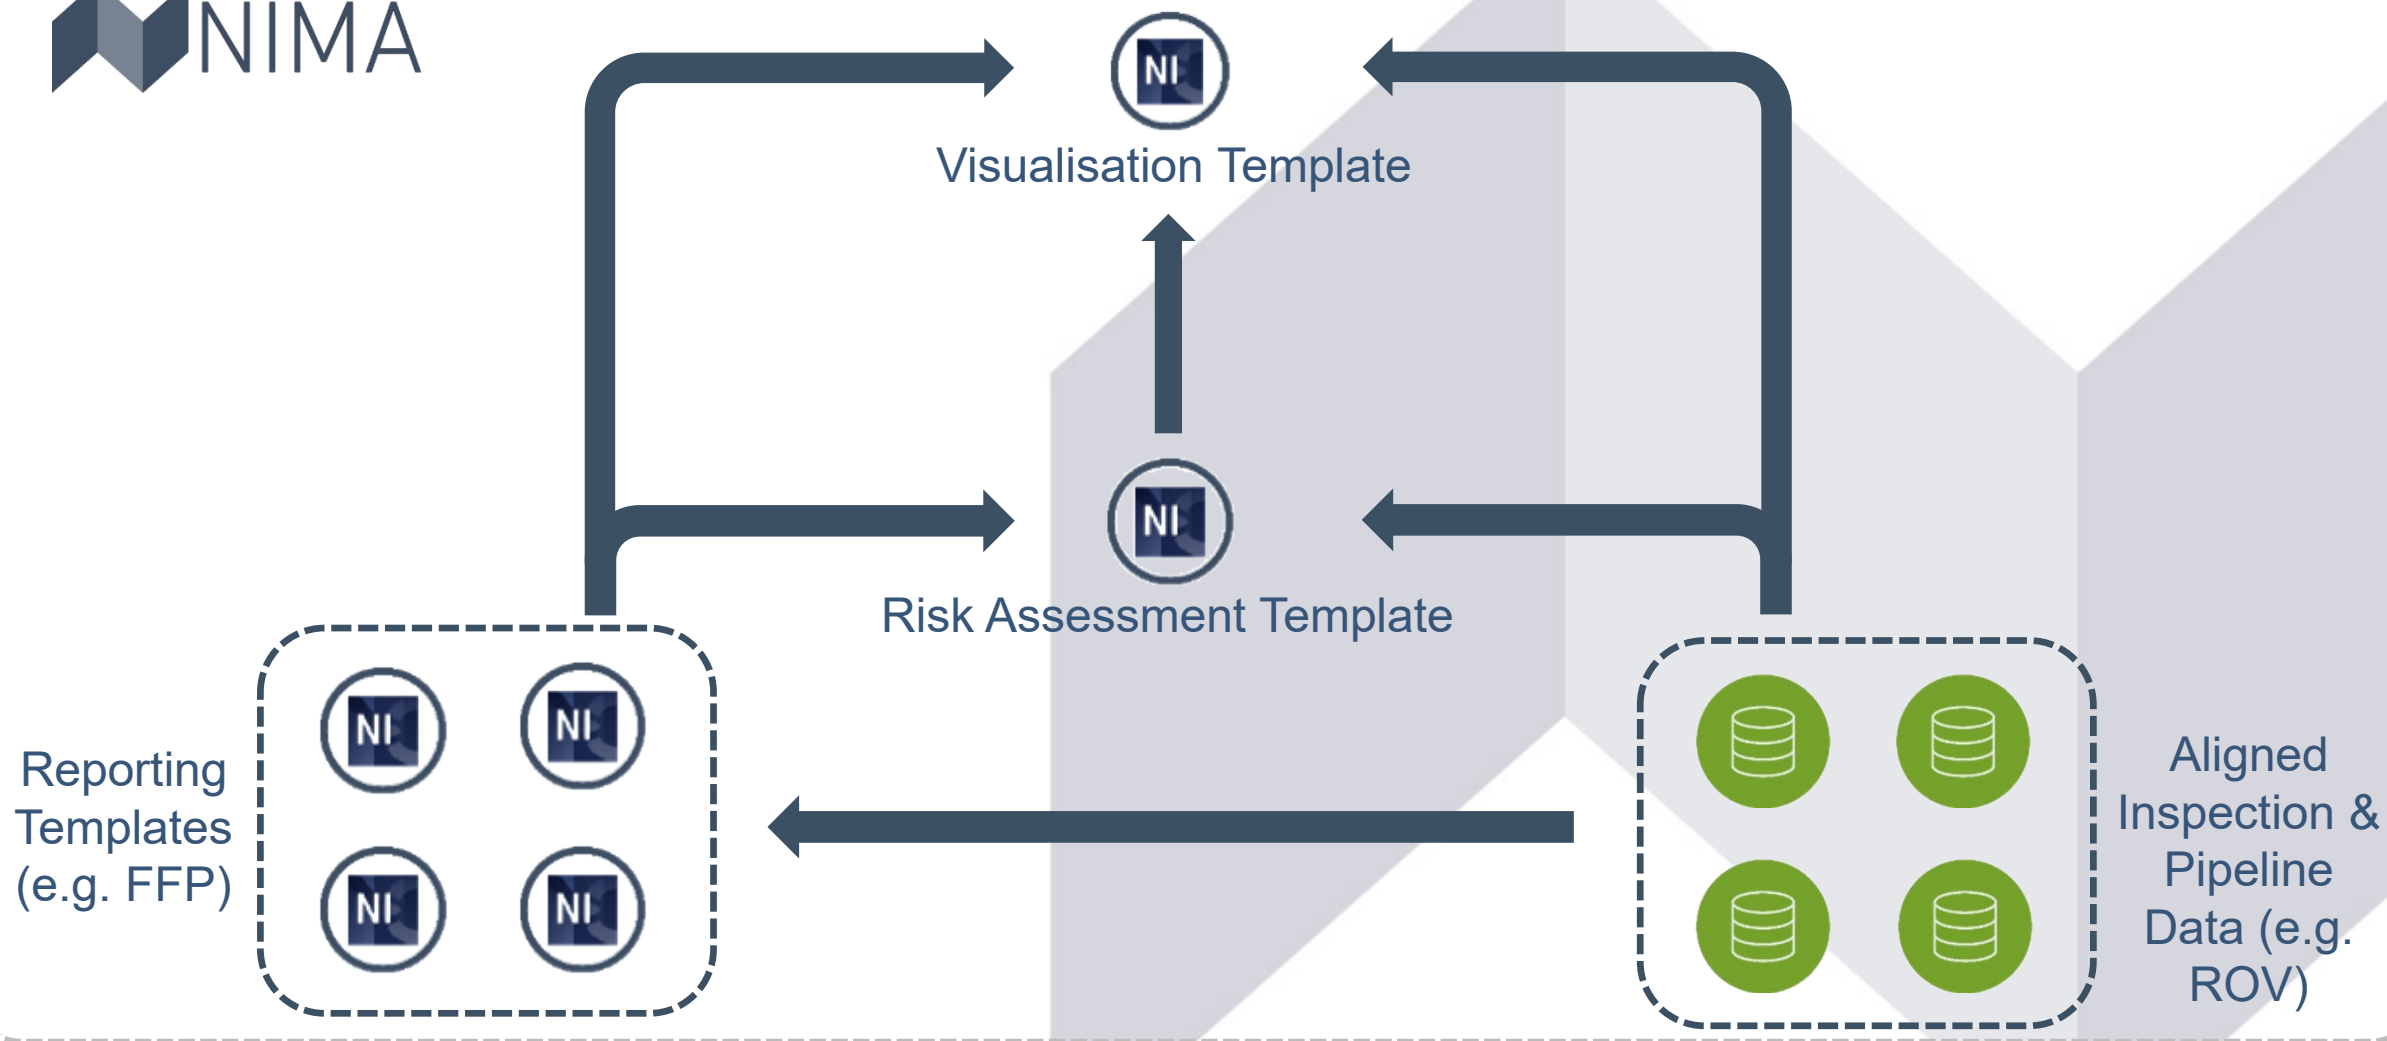 NIMA
NI
Visualisation Template
NI
Risk Assessment Template
NI
NI
NI
NI
Reporting
Templates
(e.g. FFP)
Aligned
Inspection &
Pipeline
Data (e.g.
ROV)